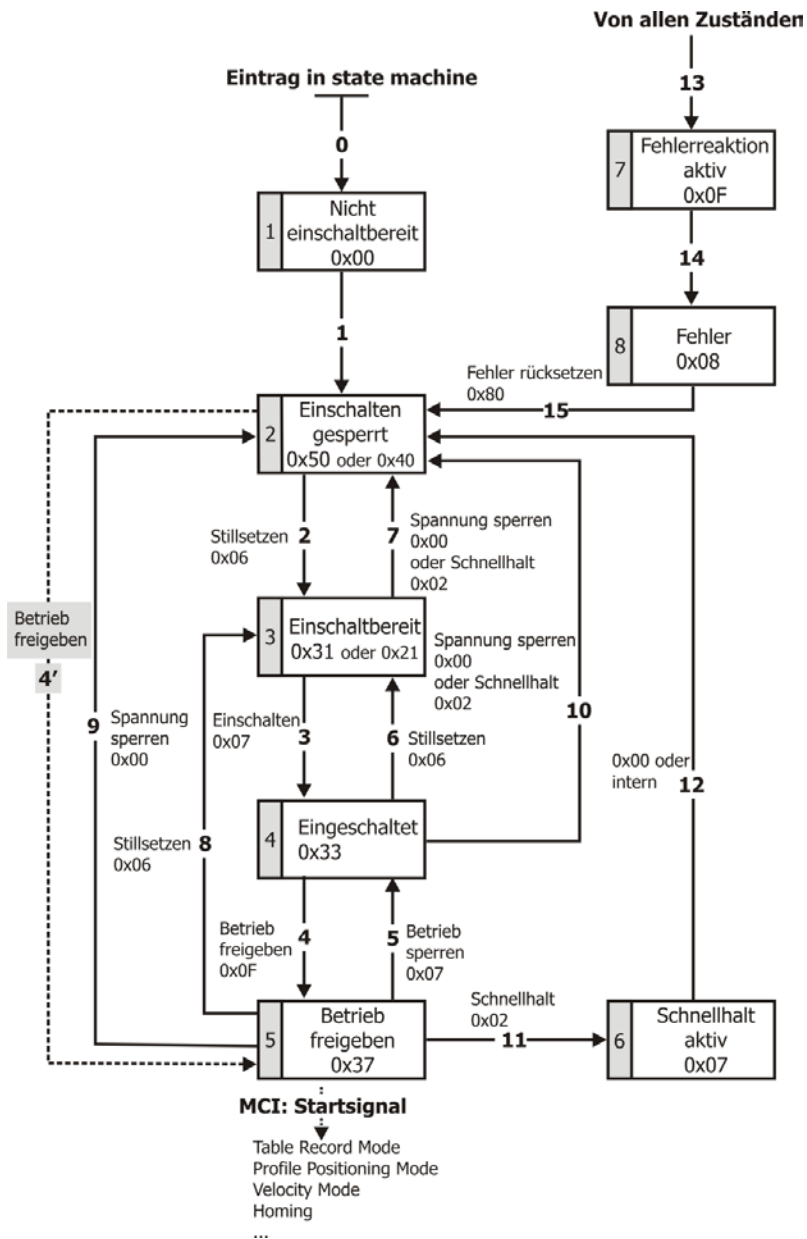 Von allen Zuständen
13
Eintrag in state machine
0
7
Fehlerreaktion
aktiv
0x0F
1
Nicht
einschaltbereit
0x00
14
1
8
Fehler
0x08
Fehler rücksetzen
0x80
15
2
Einschalten
gesperrt
0x50 oder 0x40
Stillsetzen
0x06
2
7
Spannung sperren
0x00
oder Schnellhalt
0x02
Betrieb
freigeben
4’
3
Einschaltbereit
0x31 oder 0x21
Spannung sperren
0x00
oder Schnellhalt
0x02
10
9
Spannung
sperren
0x00
Einschalten
0x07
3
6
Stillsetzen
0x06
0x00 oder
intern
12
Stillsetzen
0x06
8
4
Eingeschaltet
0x33
Betrieb
freigeben
0x0F
4
5
Betrieb
sperren
0x07
5
Betrieb
freigeben
0x37
Schnellhalt
0x02
11
6
Schnellhalt
aktiv
0x07
MCI: Startsignal
Table Record Mode
Profile Positioning Mode
Velocity Mode
Homing
...